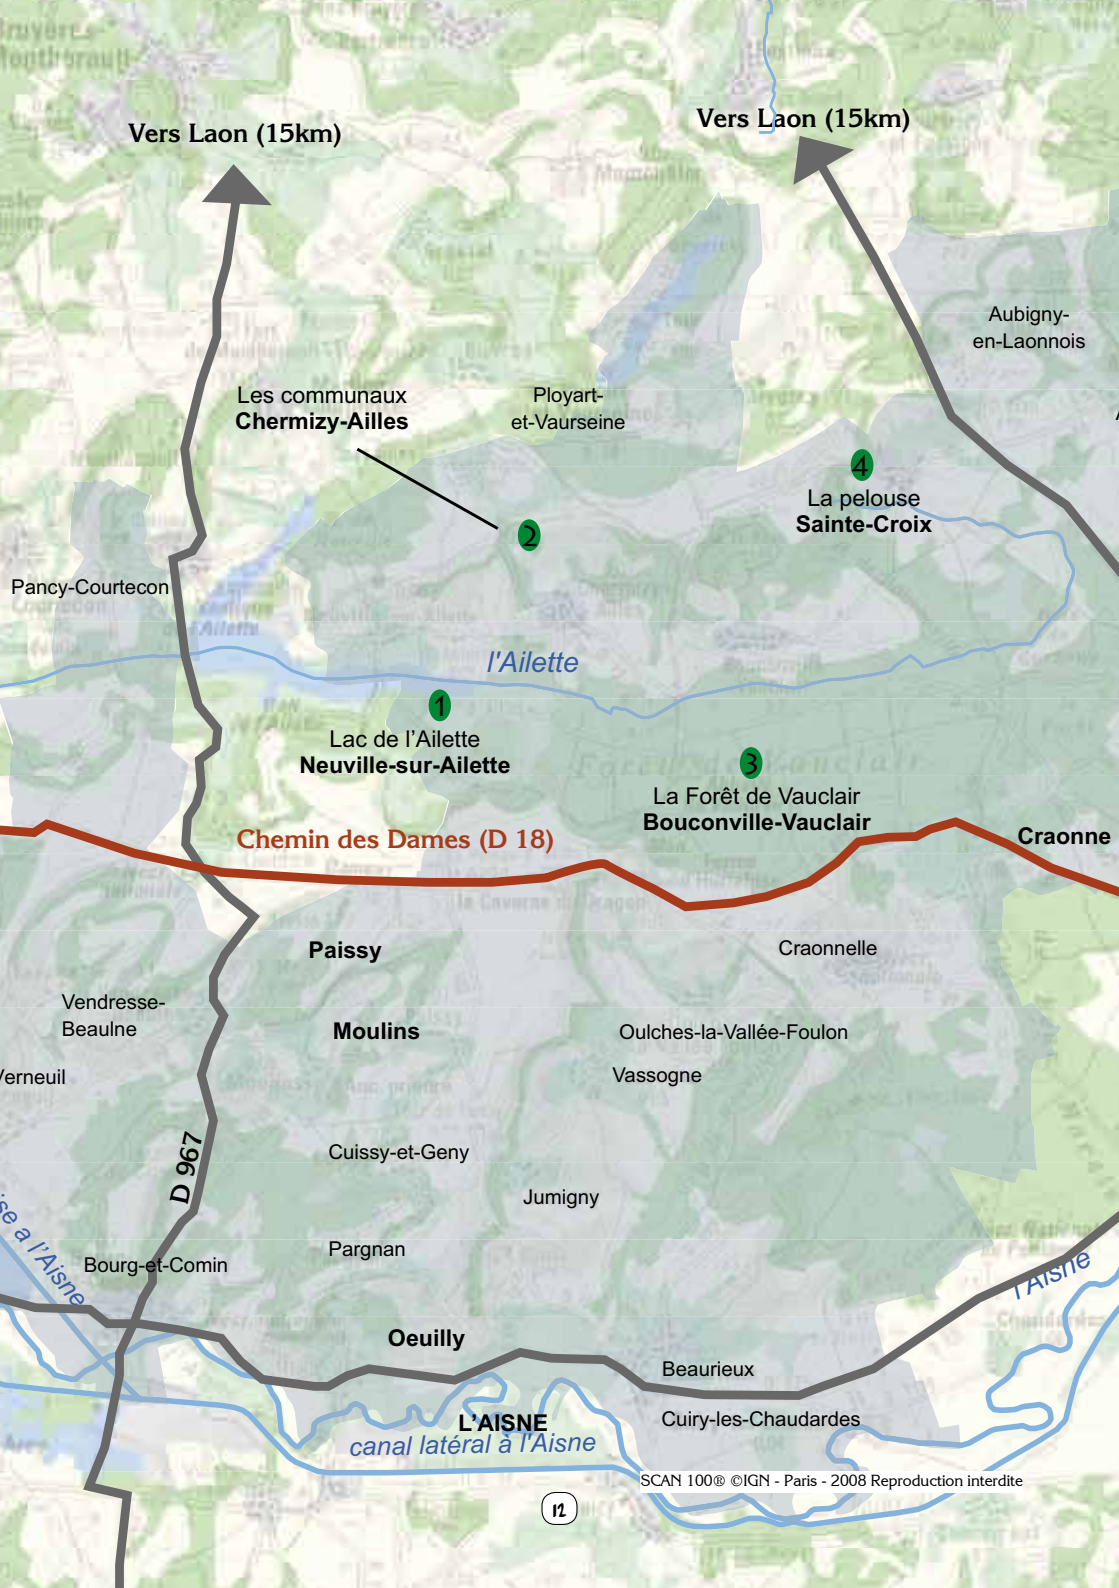 Vers Laon (15km)
Vers Laon (15km)
Aubigny-
en-Laonnois
Les communaux
Chermizy-Ailles
Ployart-
et-Vaurseine
4
La pelouse
Sainte-Croix
2
Pancy-Courtecon
l'Ailette
1
Lac de l'Ailette
Neuville-sur-Ailette
3
La Forêt de Vauclair
Bouconville-Vauclair
Chemin des Dames (D 18)
Craonne
Paissy
Craonnelle
Vendresse-
Beaulne
Moulins
Oulches-la-Vallée-Foulon
Verneuil
Vassogne
D 967
Cuissy-et-Geny
Jumigny
Pargnan
Bourg-et-Comin
a l'Aisne
l'Aisne
Oeuilly
Beaurieux
L'AISNE
Cuiry-les-Chaudardes
canal latéral à l'Aisne
SCAN 100® ©IGN - Paris - 2008 Reproduction interdite
12